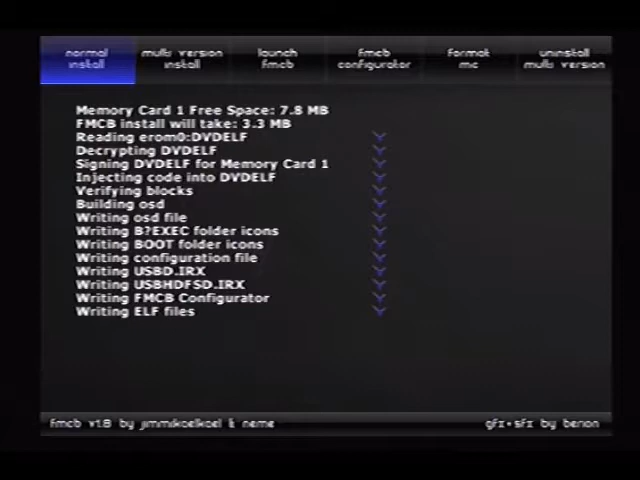 normal install
multi version install
launch fmcb
fmcb configurator
format mc
uninstall multi version
Memory Card 1 Free Space: 7.8 MB
FMCB install will take: 3.3 MB
Reading erom0:DVDELF
Decrypting DVDELF
Signing DVDELF for Memory Card 1
Injecting code into DVDELF
Verifying blocks
Building osd
Writing osd file
Writing B?EXEC folder icons
Writing BOOT folder icons
Writing configuration file
Writing USBD.IRX
Writing USBHDFSD.IRX
Writing FMCB Configurator
Writing ELF files
fmcb v1.8 by jimmikaelkael & neme
gfx+sfx by berion